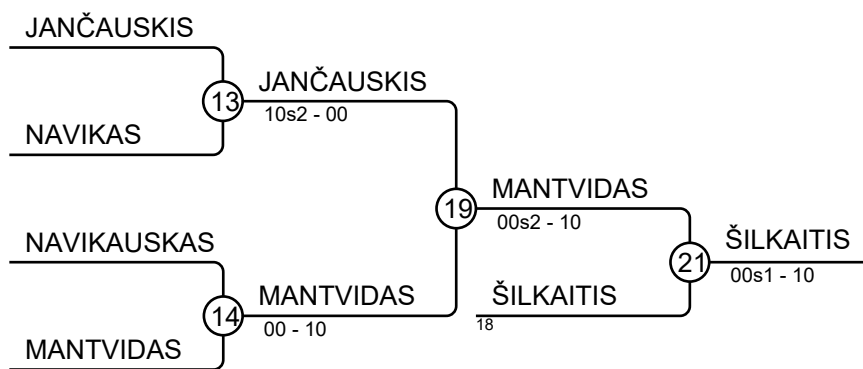 JANČAUSKIS
13
JANČAUSKIS
10s2 - 00
NAVIKAS
19
MANTVIDAS
00s2 - 10
NAVIKAUSKAS
21
ŠILKAITIS
00s1 - 10
14
MANTVIDAS
00 - 10
ŠILKAITIS
18
MANTVIDAS